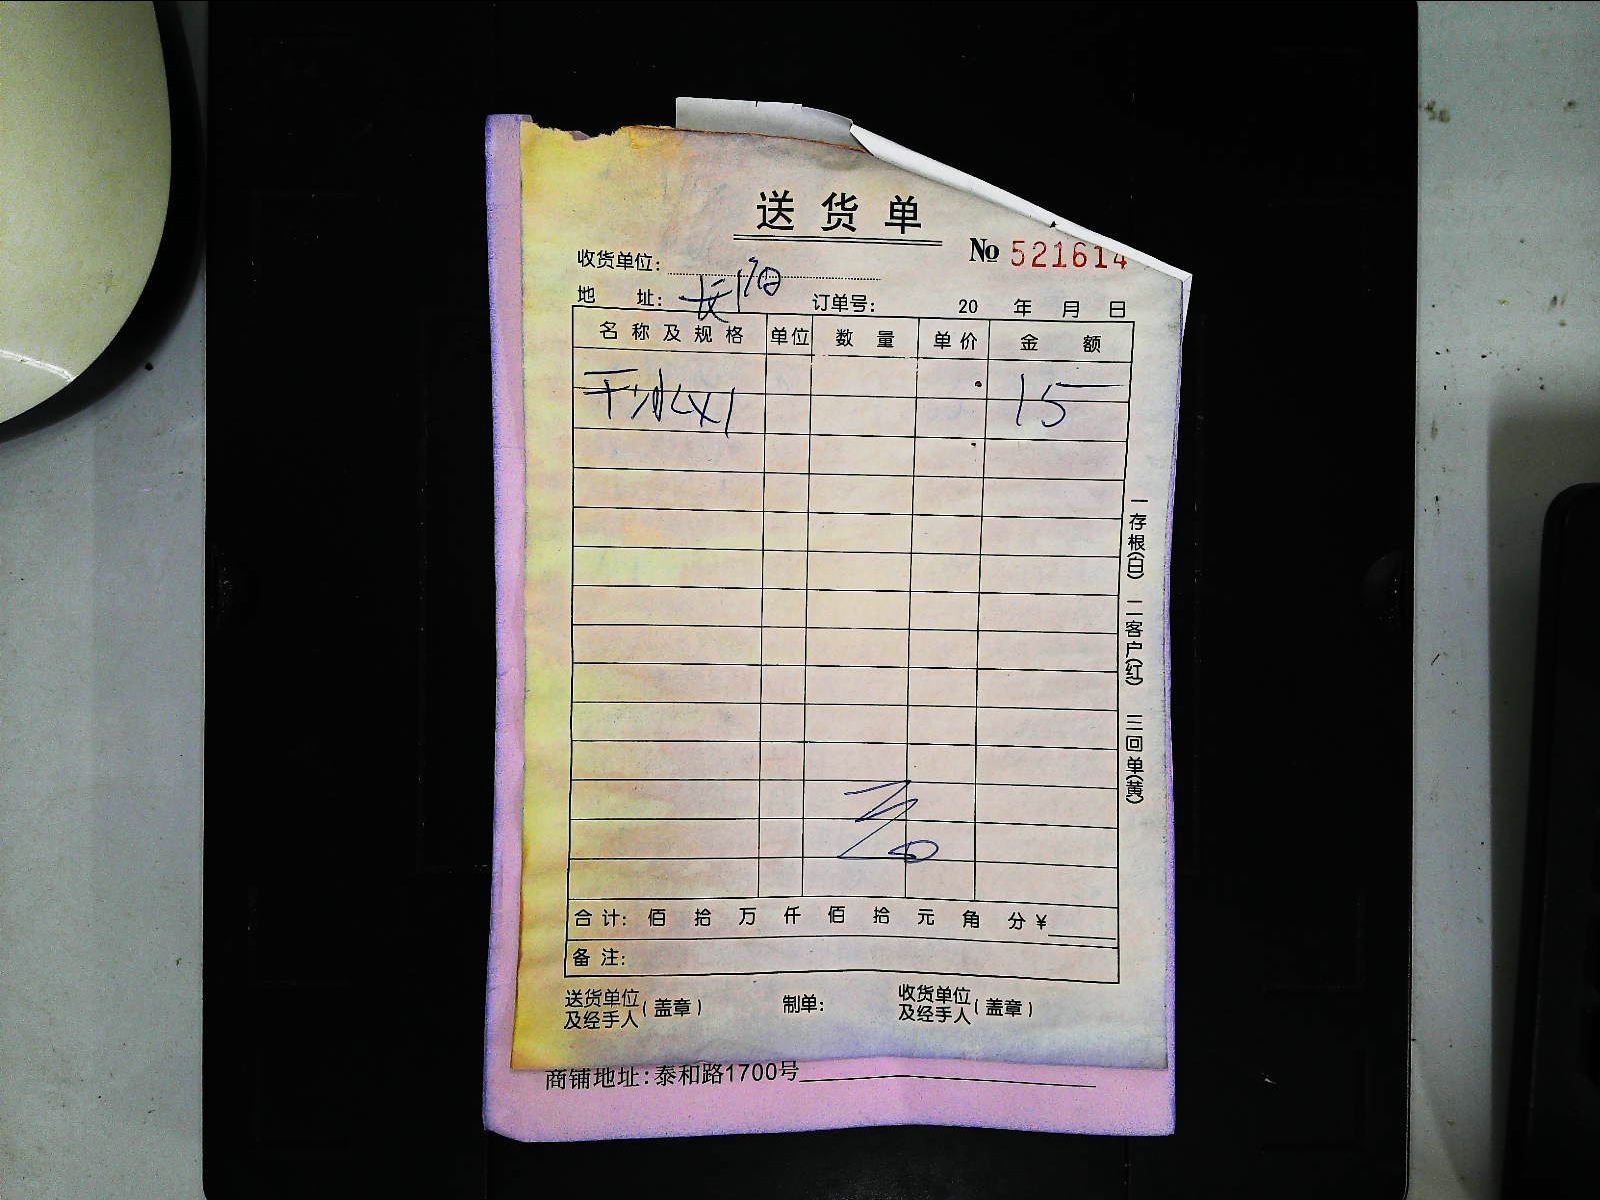 送货单
№ 521614
收货单位：
地 址： 订单号： 20 年 月 日
名称及规格 单位 数量 单价 金额
15
合计： 佰 拾 万 仟 佰 拾 元 角 分 ¥
备注：
送货单位及经手人（盖章） 制单： 收货单位及经手人（盖章）
一存根(白) 二客户(红) 三回单(黄)
商铺地址：泰和路1700号